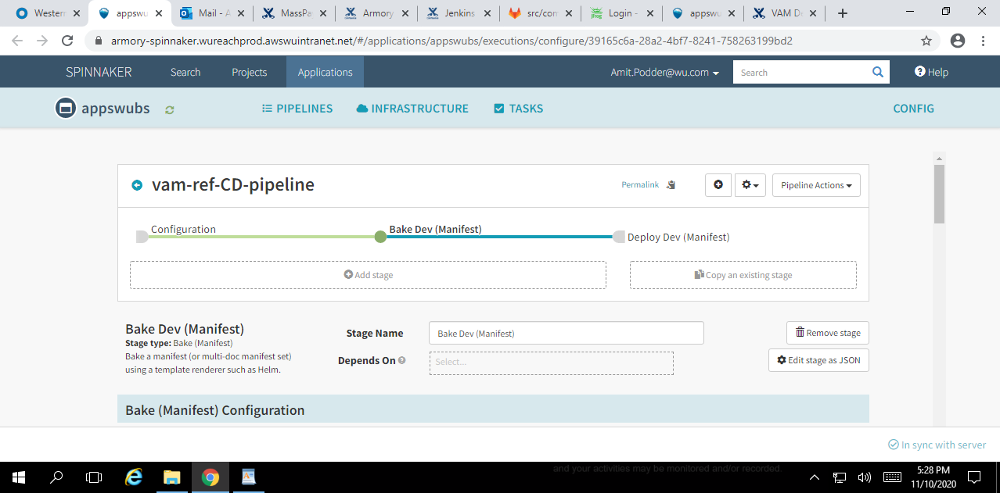 Western
appswu
Mail - A
MassPa
Armory
Jenkins
src/con
Login -
appswu
VAM D
armory-spinnaker.wureachprod.awswuintranet.net/#/applications/appswubs/executions/configure/39165c6a-28a2-4bf7-8241-758263199bd2
SPINNAKER Search Projects Applications Amit.Podder@wu.com Search Help
appswubs PIPELINES INFRASTRUCTURE TASKS CONFIG
vam-ref-CD-pipeline Permalink Pipeline Actions
Configuration Bake Dev (Manifest)
Deploy Dev (Manifest)
Add stage Copy an existing stage
Bake Dev (Manifest)
Stage type: Bake (Manifest)
Bake a manifest (or multi-doc manifest set)
using a template renderer such as Helm.
Stage Name Bake Dev (Manifest) Remove stage
Depends On Select... Edit stage as JSON
Bake (Manifest) Configuration
In sync with server
and your activities may be monitored and/or recorded.
5:28 PM
11/10/2020